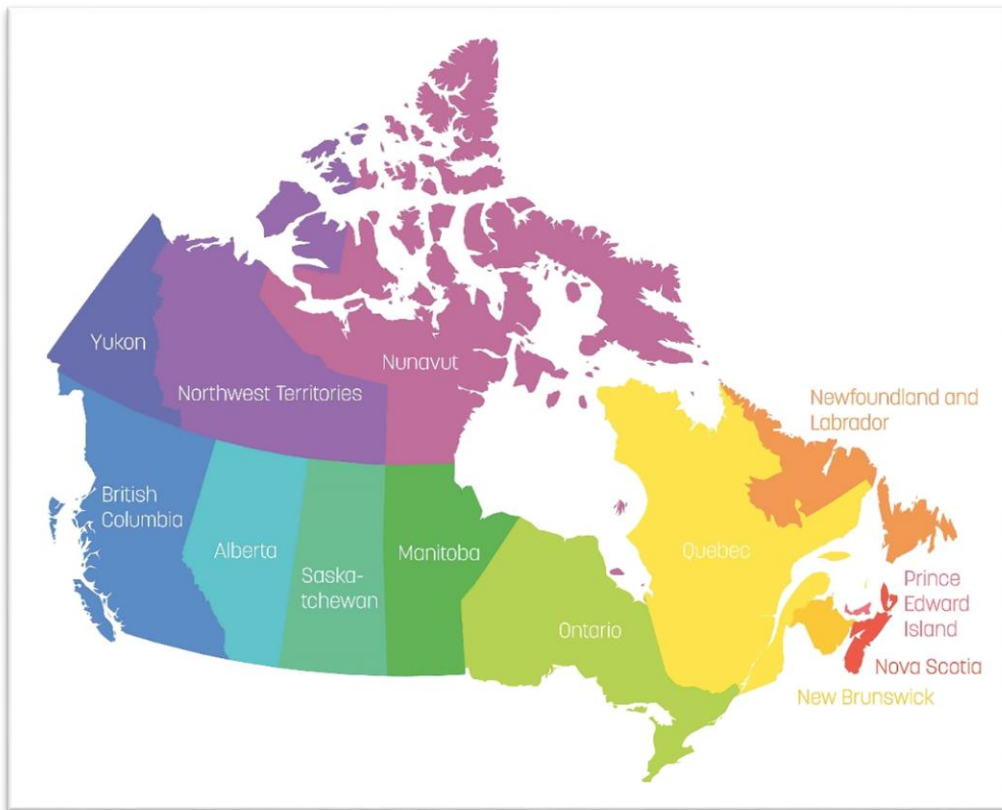 Yukon
Northwest Territories
Nunavut
Newfoundland and
Labrador
British
Columbia
Alberta
Saska-
tchewan
Manitoba
Ontario
Quebec
Prince
Edward
Island
Nova Scotia
New Brunswick